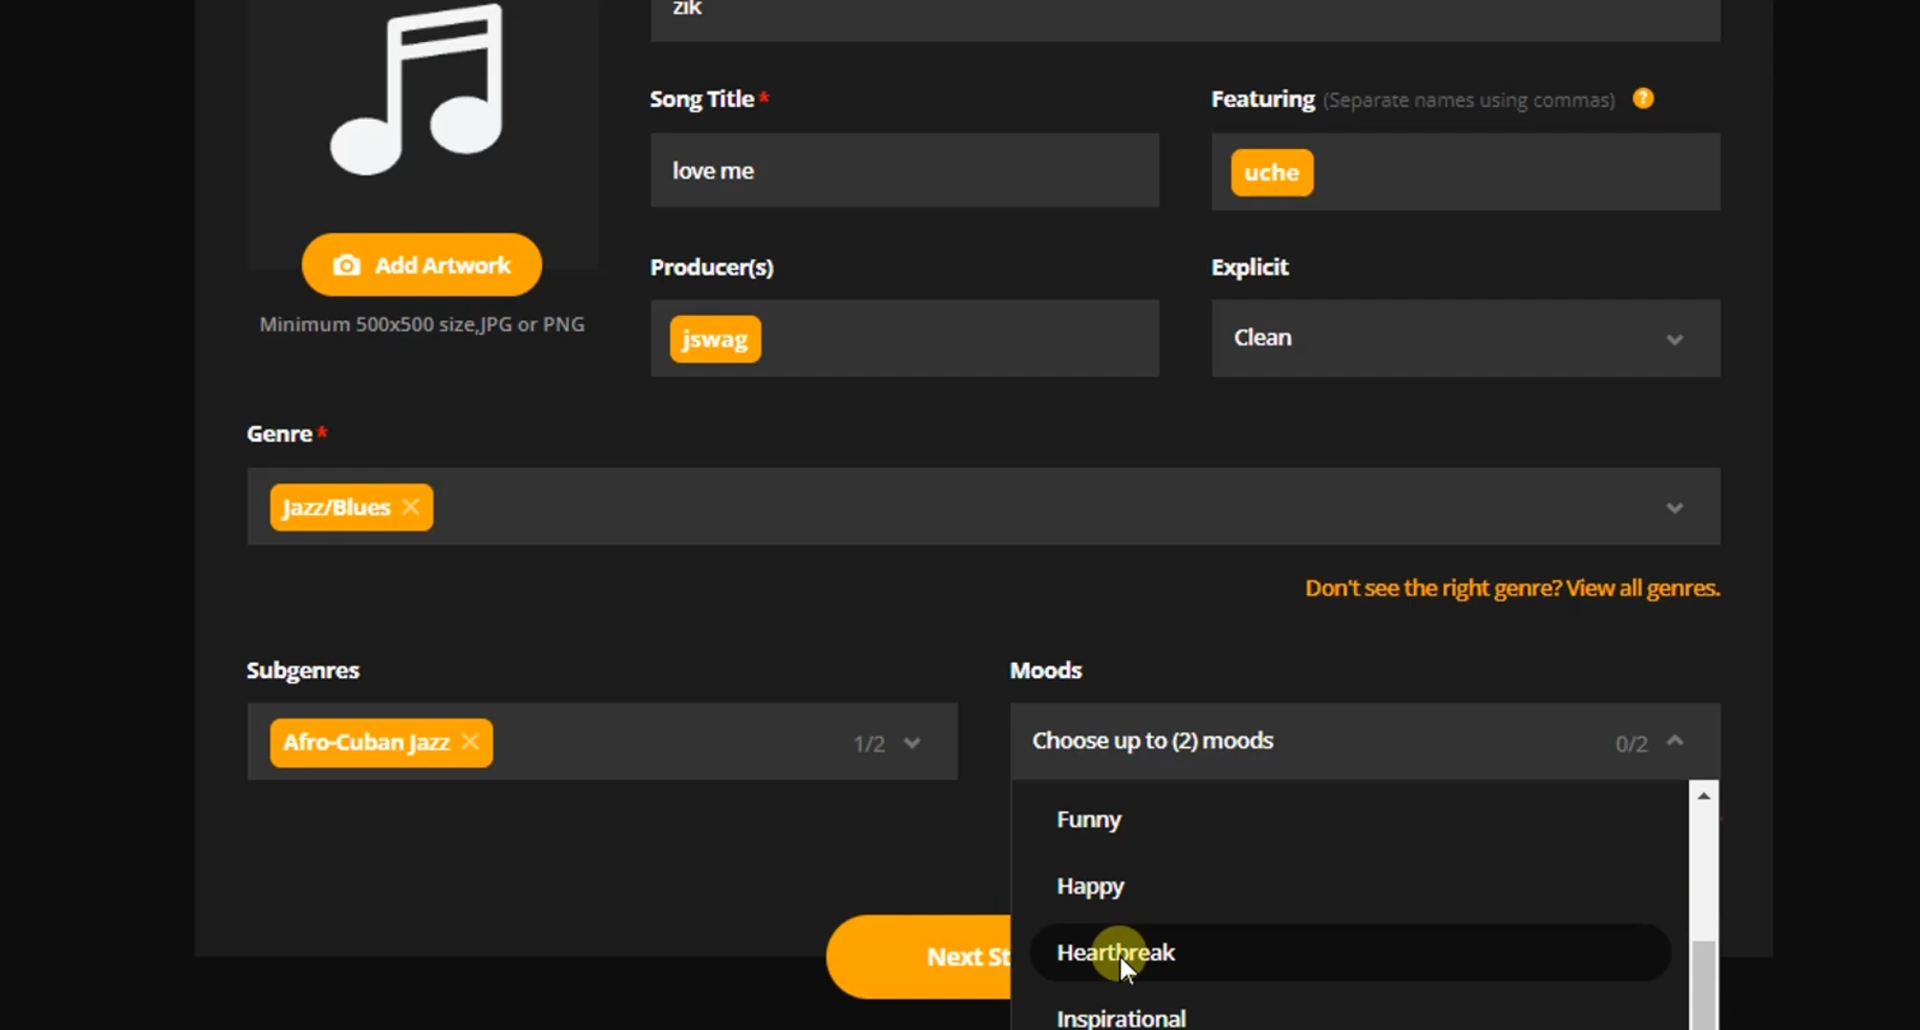 zik
Song Title *
Featuring (Separate names using commas) ?
love me
uche
Add Artwork
Minimum 500x500 size,JPG or PNG
Producer(s)
Explicit
jswag
Clean
Genre *
Jazz/Blues ×
Don't see the right genre? View all genres.
Subgenres
Moods
Afro-Cuban Jazz × 1/2
Choose up to (2) moods 0/2
Funny
Happy
Heartbreak
Next St
Inspirational